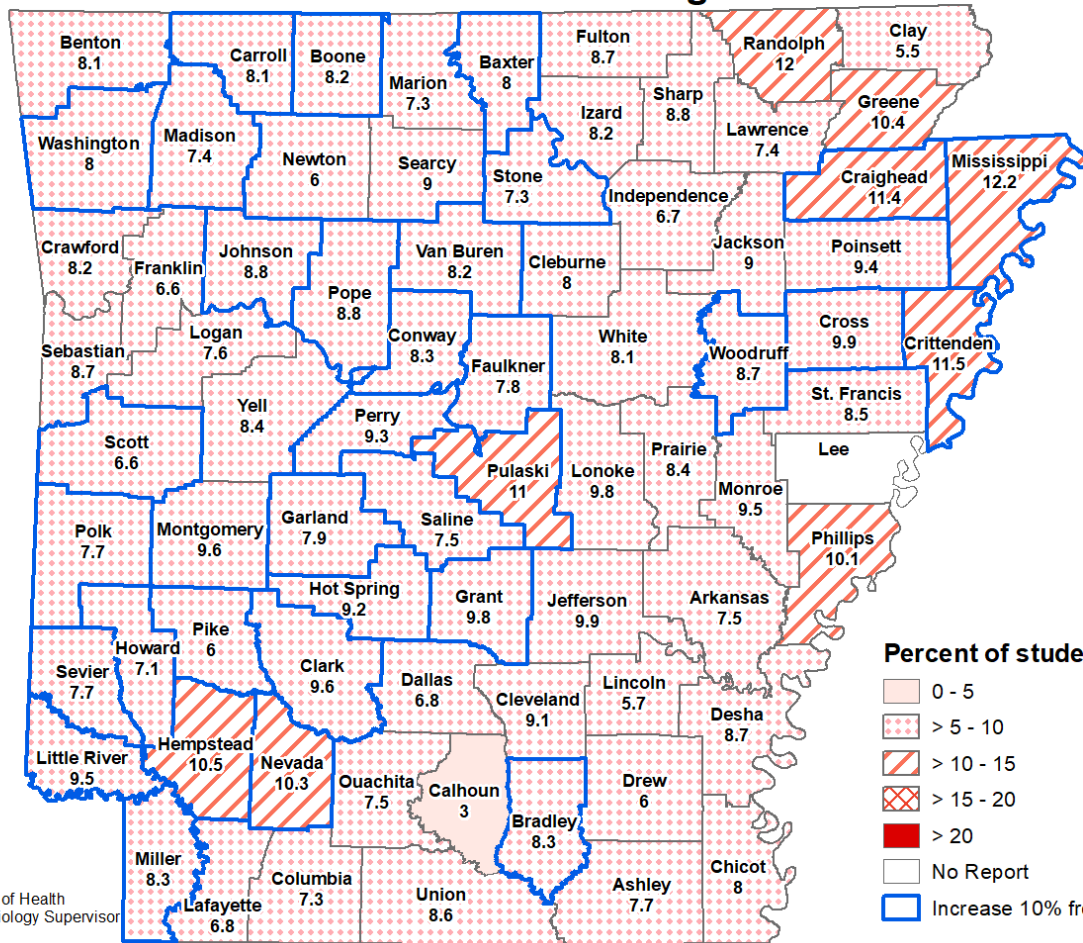 Benton
8.1
Carroll
8.1
Boone
8.2
Marion
7.3
Baxter
8
Fulton
8.7
Sharp
8.8
Izard
8.2
Randolph
12
Clay
5.5
Greene
10.4
Lawrence
7.4
Washington
8
Madison
7.4
Newton
6
Searcy
9
Stone
7.3
Independence
6.7
Craighead
11.4
Mississippi
12.2
Crawford
8.2
Franklin
6.6
Johnson
8.8
Pope
8.8
Van Buren
8.2
Cleburne
8
Jackson
9
Poinsett
9.4
Sebastian
8.7
Logan
7.6
Conway
8.3
Faulkner
7.8
White
8.1
Woodruff
8.7
Cross
9.9
Crittenden
11.5
St. Francis
8.5
Scott
6.6
Yell
8.4
Perry
9.3
Pulaski
11
Lonoke
9.8
Prairie
8.4
Monroe
9.5
Lee
Phillips
10.1
Polk
7.7
Montgomery
9.6
Garland
7.9
Saline
7.5
Hot Spring
9.2
Grant
9.8
Jefferson
9.9
Arkansas
7.5
Sevier
7.7
Howard
7.1
Pike
6
Clark
9.6
Dallas
6.8
Cleveland
9.1
Lincoln
5.7
Desha
8.7
Little River
9.5
Hempstead
10.5
Nevada
10.3
Ouachita
7.5
Calhoun
3
Bradley
8.3
Drew
6
Miller
8.3
Lafayette
6.8
Columbia
7.3
Union
8.6
Ashley
7.7
Chicot
8
Percent of stude
0 - 5
> 5 - 10
> 10 - 15
> 15 - 20
> 20
No Report
Increase 10% fr
of Health
ology Supervisor